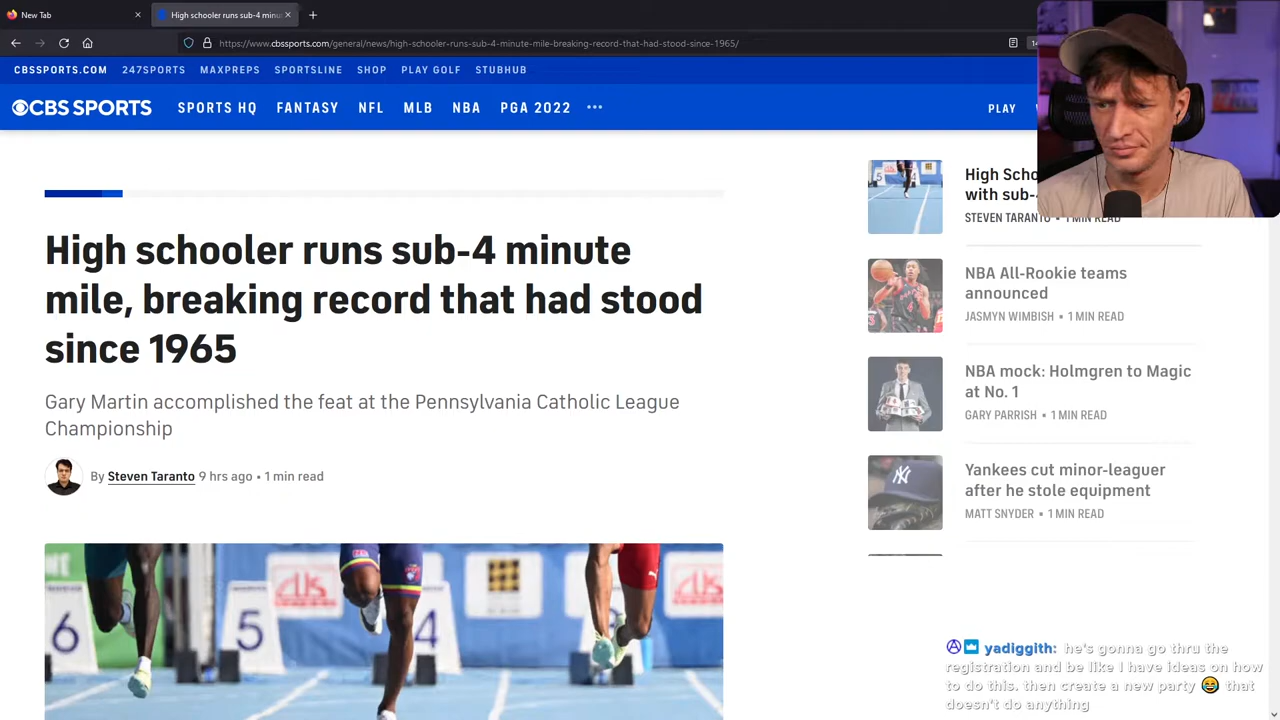 New Tab
High schooler runs sub-4 minu
https://www.cbssports.com/general/news/high-schooler-runs-sub-4-minute-mile-breaking-record-that-had-stood-since-1965/
CBSSPORTS.COM 247SPORTS MAXPREPS SPORTSLINE SHOP PLAY GOLF STUBHUB
CBS SPORTS SPORTS HQ FANTASY NFL MLB NBA PGA 2022 ••• PLAY
High schooler runs sub-4 minute
mile, breaking record that had stood
since 1965
Gary Martin accomplished the feat at the Pennsylvania Catholic League
Championship
By Steven Taranto 9 hrs ago • 1 min read
6
5
4
High Scho
with sub-
STEVEN TARANTO • 1 MIN READ
NBA All-Rookie teams
announced
JASMYN WIMBISH • 1 MIN READ
NBA mock: Holmgren to Magic
at No. 1
GARY PARRISH • 1 MIN READ
Yankees cut minor-leaguer
after he stole equipment
MATT SNYDER • 1 MIN READ
yadiggith: he's gonna go thru the
registration and be like I have ideas on how
to do this. then create a new party 😂 that
doesn't do anything